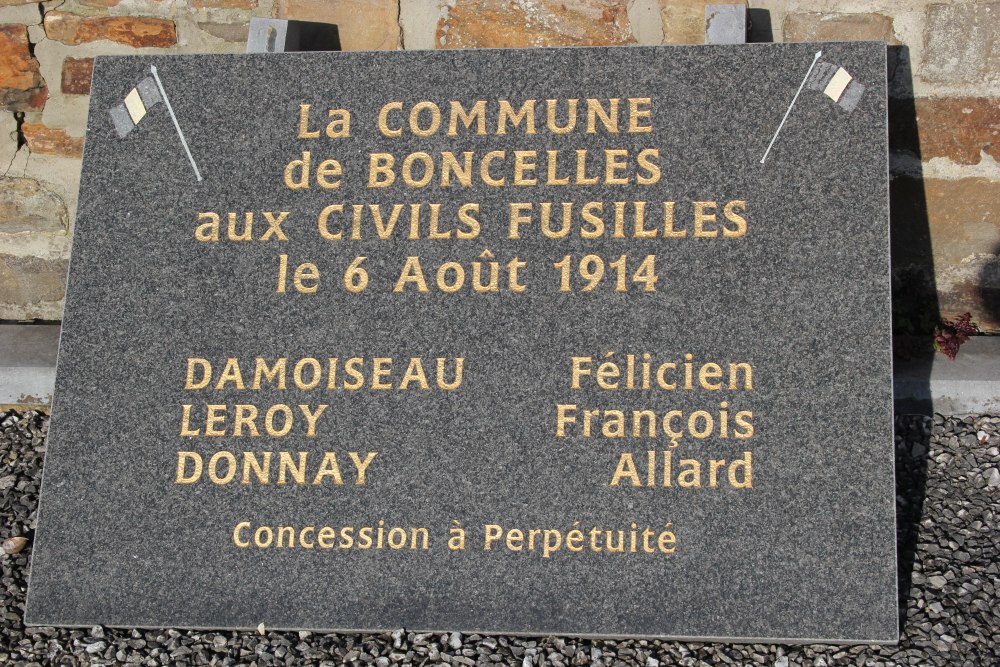 La COMMUNE
de BONCELLES
aux CIVILS FUSILLES
le 6 Août 1914
DAMOISEAU Félicien
LEROY François
DONNAY Allard
Concession à Perpétuité